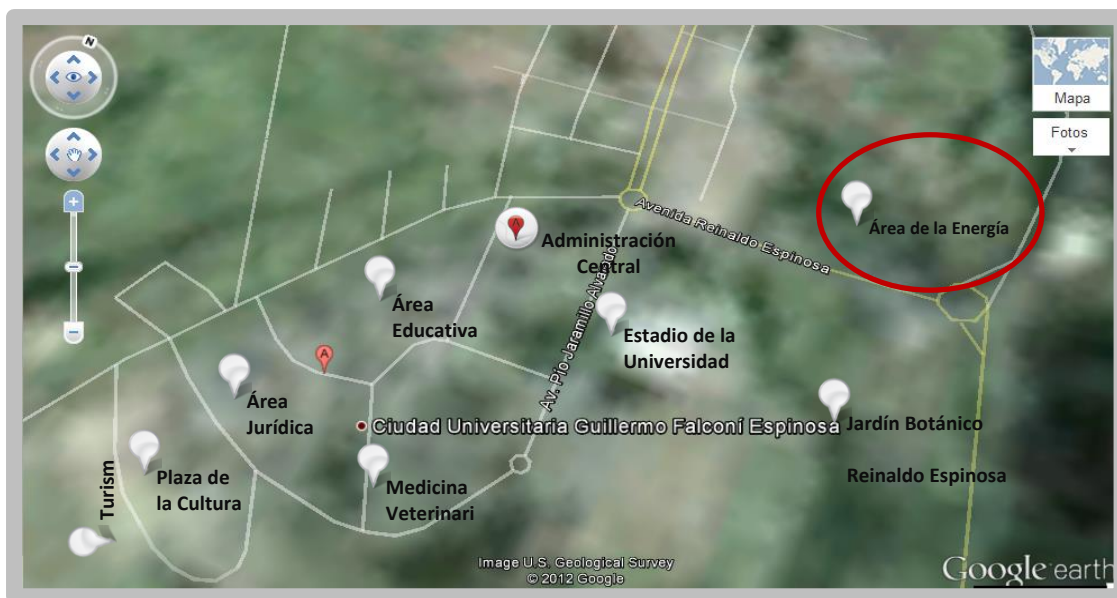 N
Mapa
Fotos
Avenida Reinaldo Espinosa
Área de la Energía
A
Administración
Central
Área
Educativa
Av. Pío Jaramillo Alvarado
Estadio de la
Universidad
A
Área
Jurídica
Ciudad Universitaria Guillermo Falconí Espinosa
Jardín Botánico
Reinaldo Espinosa
Turism
Plaza de
la Cultura
Medicina
Veterinari
Image U.S. Geological Survey
© 2012 Google
Google earth